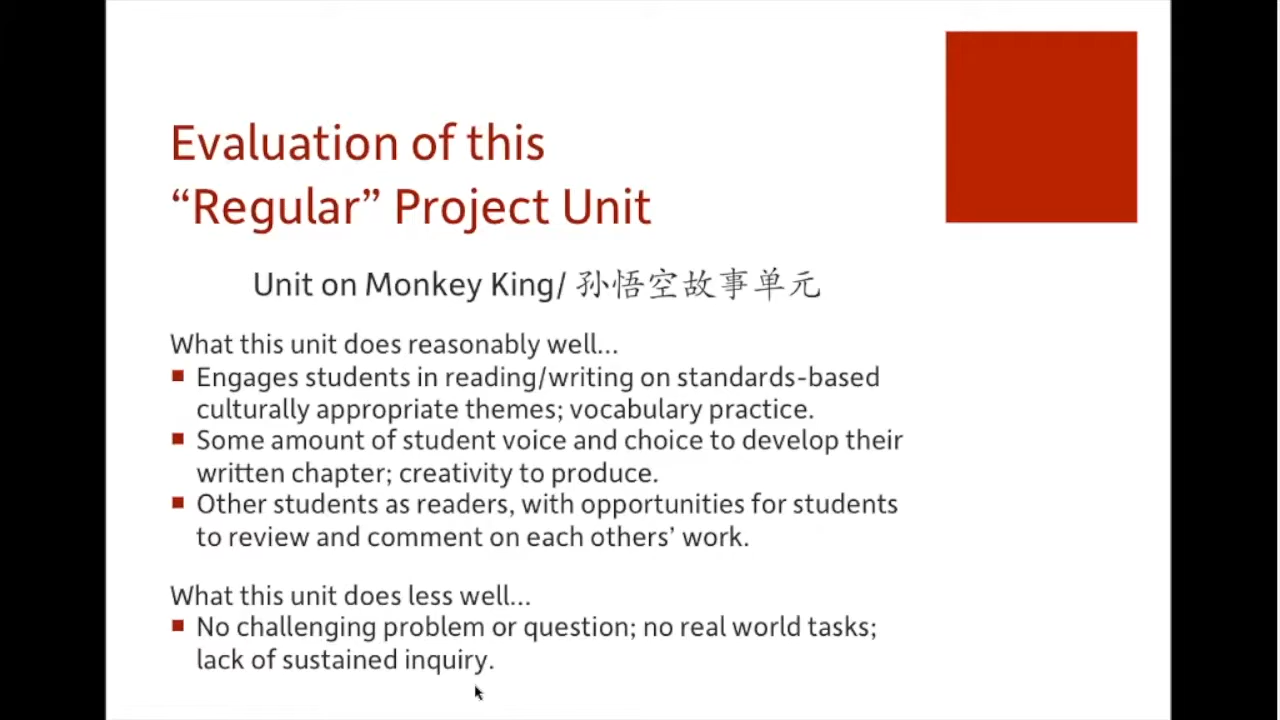 Evaluation of this
“Regular” Project Unit
Unit on Monkey King/ 孙悟空故事单元
What this unit does reasonably well...
Engages students in reading/writing on standards-based
culturally appropriate themes; vocabulary practice.
Some amount of student voice and choice to develop their
written chapter; creativity to produce.
Other students as readers, with opportunities for students
to review and comment on each others’ work.
What this unit does less well...
No challenging problem or question; no real world tasks;
lack of sustained inquiry.